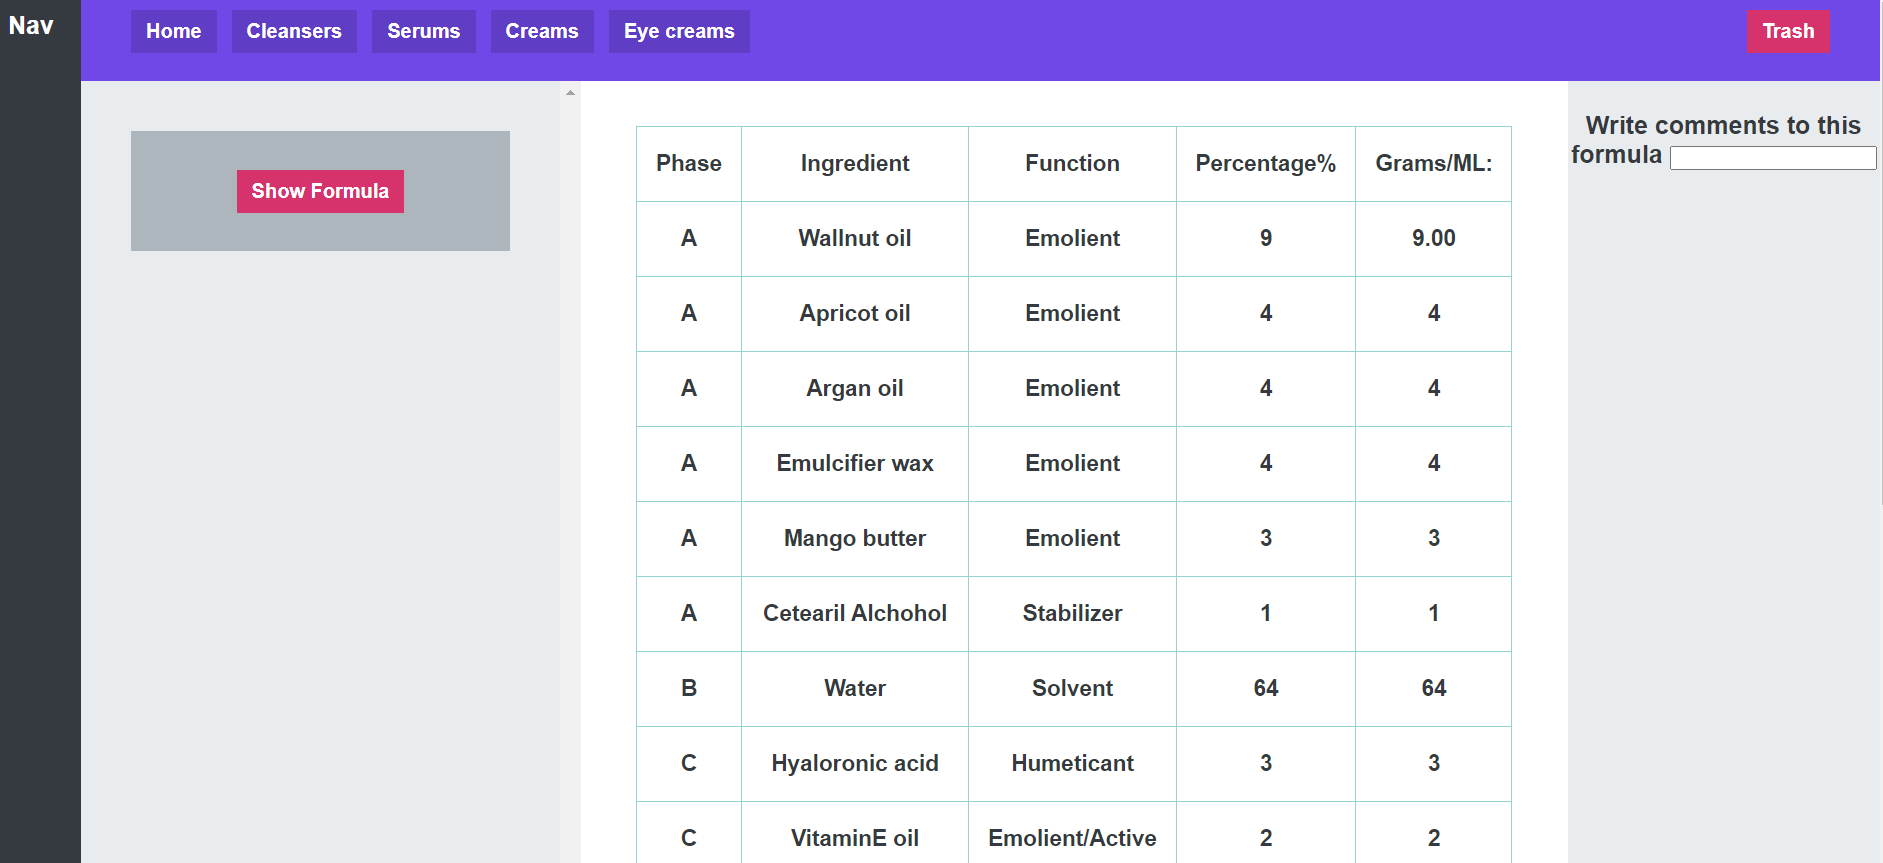 Nav
Home Cleansers Serums Creams Eye creams Trash
Show Formula
Phase Ingredient Function Percentage% Grams/ML:
A Wallnut oil Emolient 9 9.00
A Apricot oil Emolient 4 4
A Argan oil Emolient 4 4
A Emulcifier wax Emolient 4 4
A Mango butter Emolient 3 3
A Cetearil Alchohol Stabilizer 1 1
B Water Solvent 64 64
C Hyaloronic acid Humeticant 3 3
C VitaminE oil Emolient/Active 2 2
Write comments to this
formula